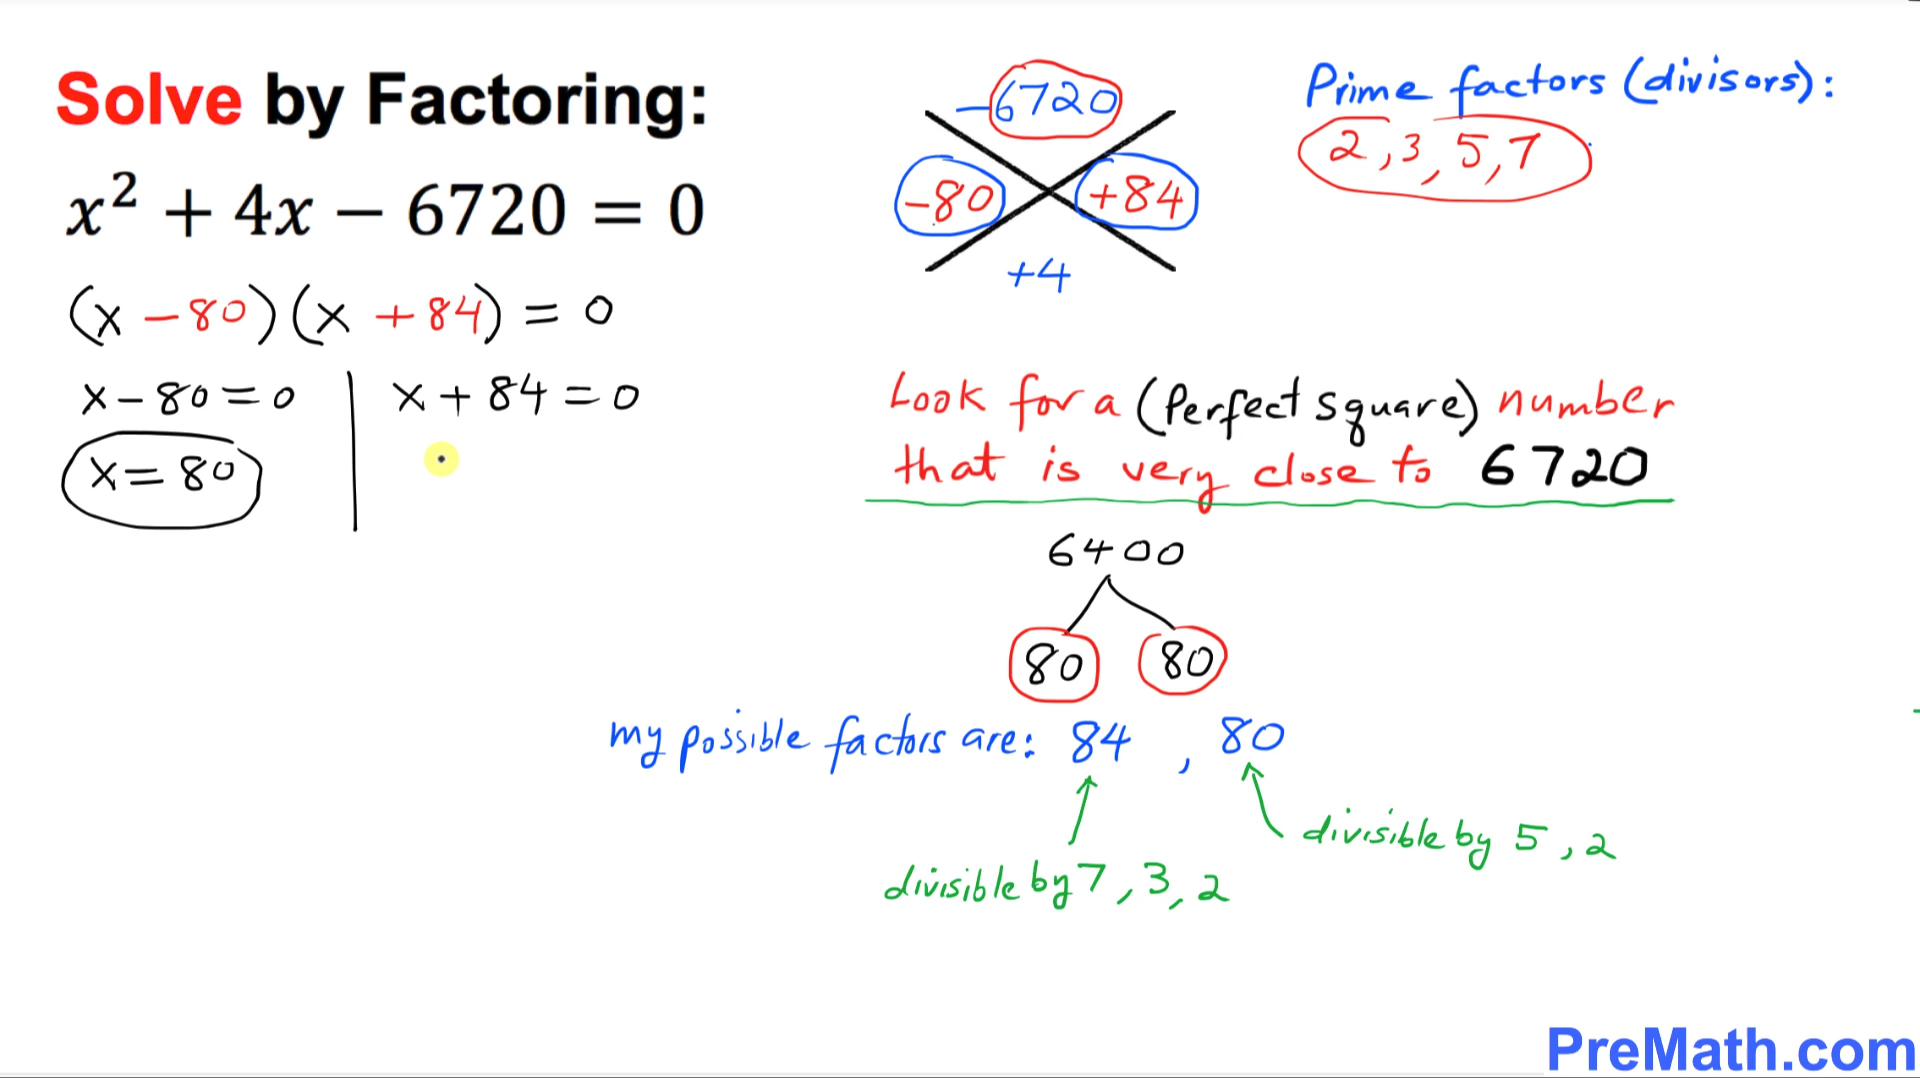 Solve by Factoring:
x² + 4x − 6720 = 0
(x − 80)(x + 84) = 0
x − 80 = 0
x = 80
x + 84 = 0
−6720
−80
+84
+4
Prime factors (divisors):
2, 3, 5, 7
Look for a (Perfect square) number
that is very close to 6720
6400
80 80
my possible factors are: 84 , 80
divisible by 5, 2
divisible by 7, 3, 2
PreMath.com